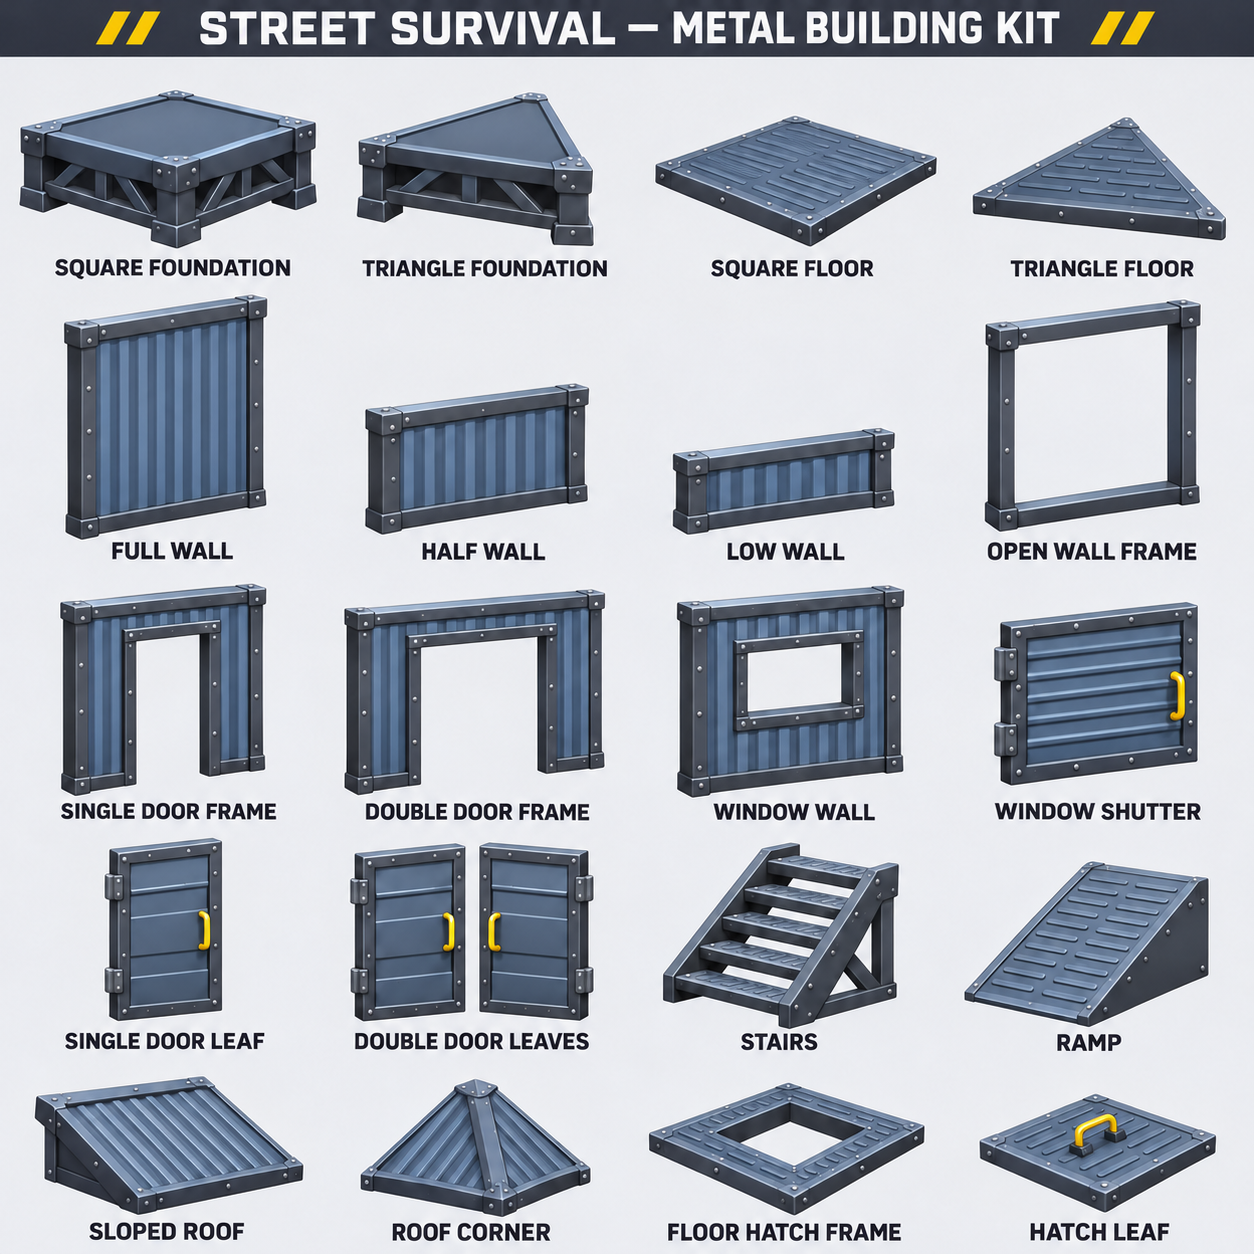 STREET SURVIVAL — METAL BUILDING KIT
SQUARE FOUNDATION
TRIANGLE FOUNDATION
SQUARE FLOOR
TRIANGLE FLOOR
FULL WALL
HALF WALL
LOW WALL
OPEN WALL FRAME
SINGLE DOOR FRAME
DOUBLE DOOR FRAME
WINDOW WALL
WINDOW SHUTTER
SINGLE DOOR LEAF
DOUBLE DOOR LEAVES
STAIRS
RAMP
SLOPED ROOF
ROOF CORNER
FLOOR HATCH FRAME
HATCH LEAF